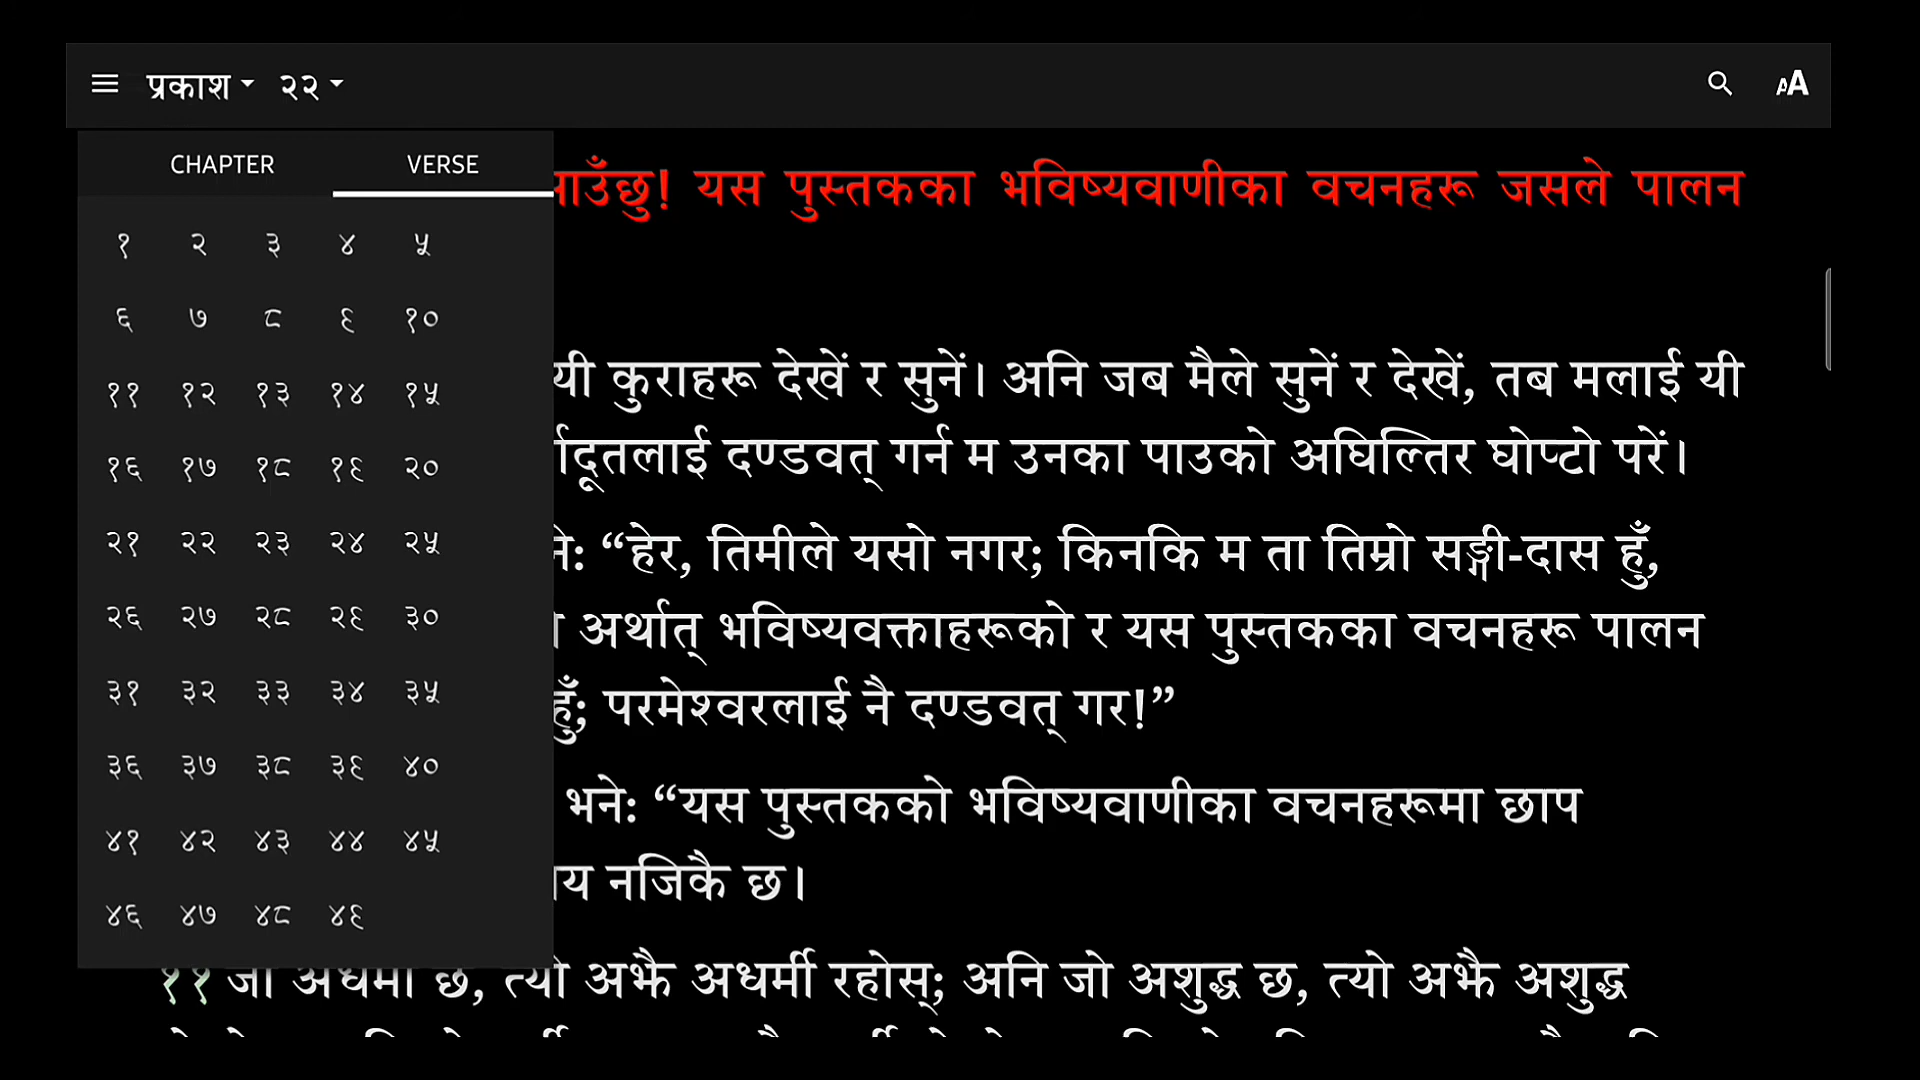 प्रकाश २२
CHAPTER VERSE
१ २ ३ ४ ५
६ ७ ८ ९ १०
११ १२ १३ १४ १५
१६ १७ १८ १९ २०
२१ २२ २३ २४ २५
२६ २७ २८ २९ ३०
३१ ३२ ३३ ३४ ३५
३६ ३७ ३८ ३९ ४०
४१ ४२ ४३ ४४ ४५
४६ ४७ ४८ ४९
यस पुस्तकका भविष्यवाणीका वचनहरू जसले पालन
यी कुराहरू देखें र सुनें। अनि जब मैले सुनें र देखें, तब मलाई यी
दण्डवत् गर्न म उनका पाउको अघिल्तिर घोप्टो परें।
“हेर, तिमीले यसो नगर; किनकि म ता तिम्रो सङ्गी-दास हुँ,
अर्थात् भविष्यवक्ताहरूको र यस पुस्तकका वचनहरू पालन
हुँ; परमेश्वरलाई नै दण्डवत् गर!”
भने: “यस पुस्तकको भविष्यवाणीका वचनहरूमा छाप
नजिकै छ।
११ जो अधर्मी छ, त्यो अझै अधर्मी रहोस्; अनि जो अशुद्ध छ, त्यो अझै अशुद्ध